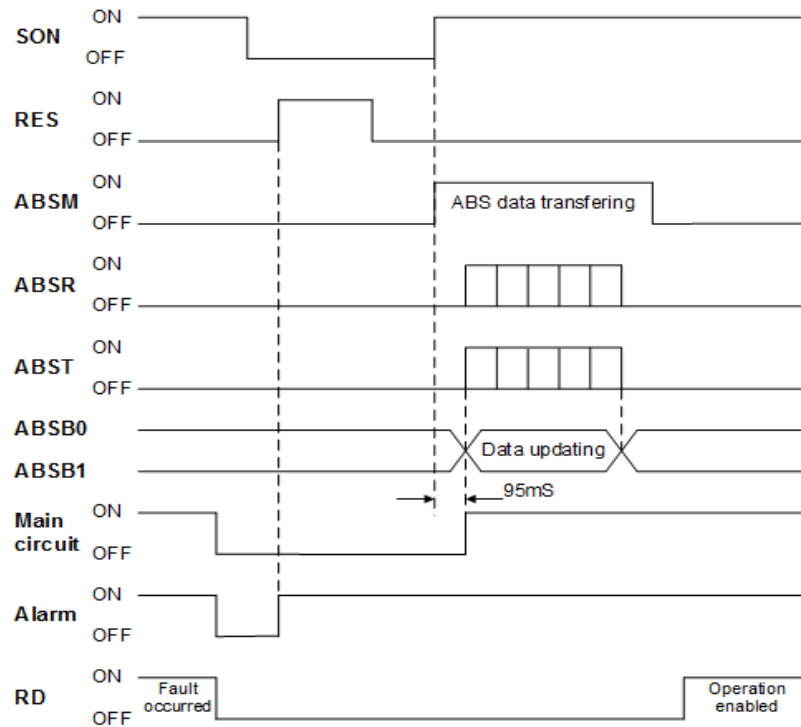 ON
SON
OFF
ON
RES
OFF
ON
ABSM
ABS data transfering
OFF
ON
ABSR
OFF
ON
ABST
OFF
ABSB0
Data updating
ABSB1
95mS
ON
Main
circuit
OFF
ON
Alarm
OFF
ON
RD
Fault
occurred
Operation
enabled
OFF